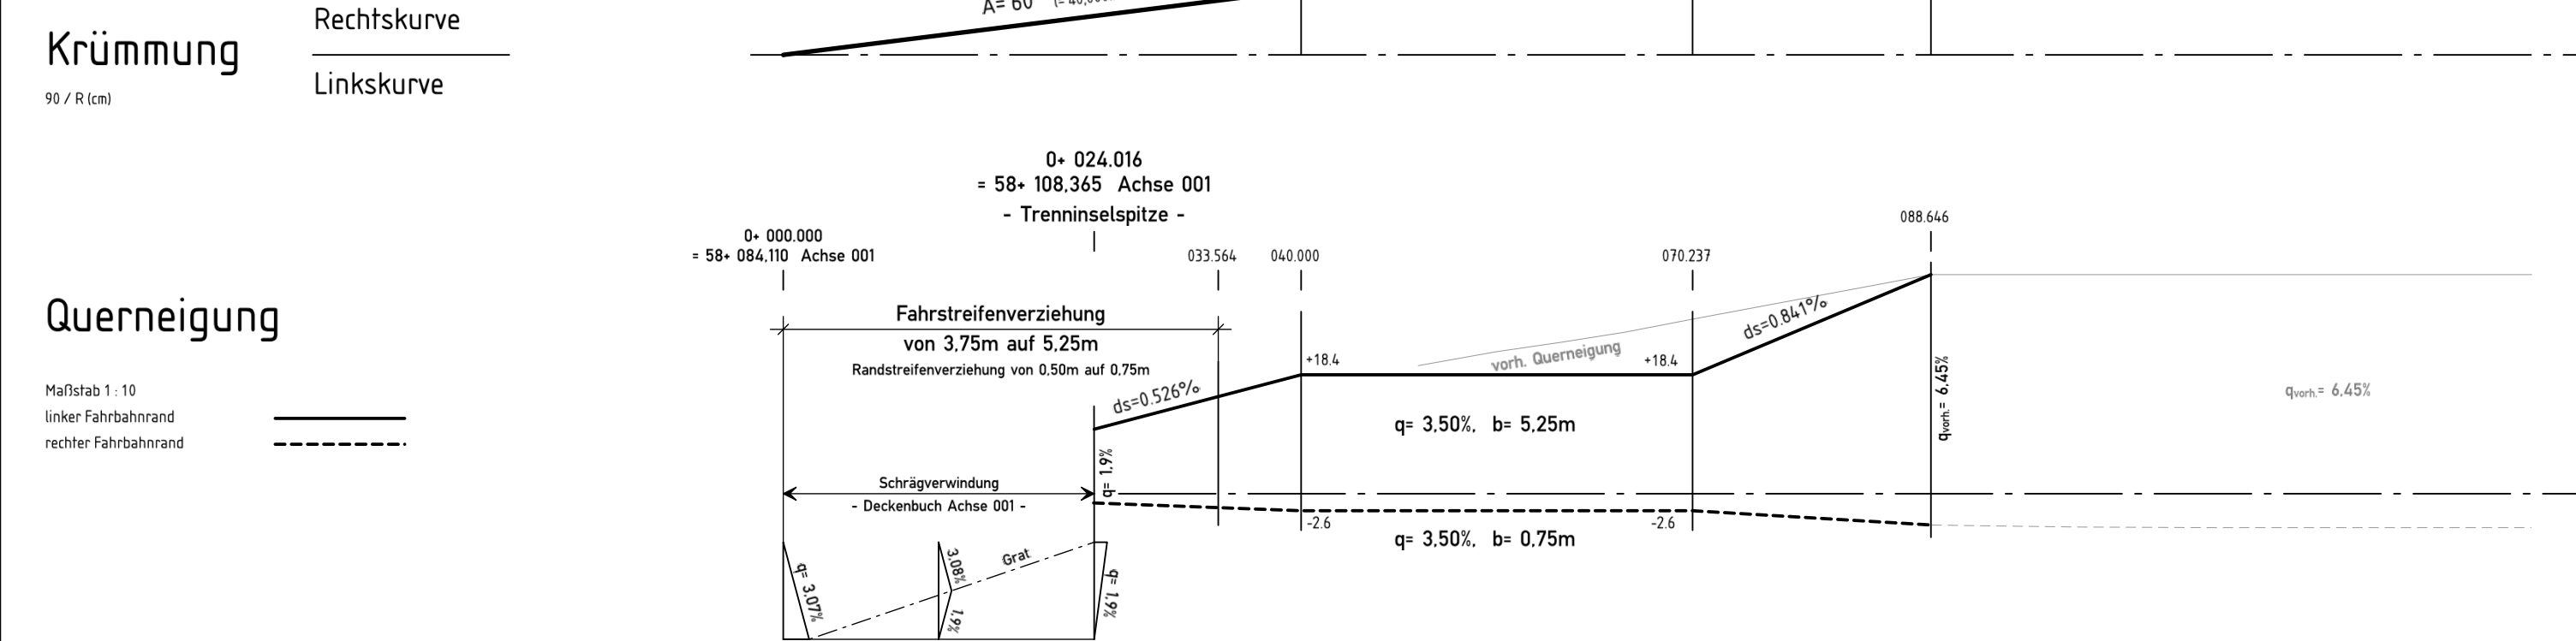 A= 60
Rechtskurve
Krümmung
Linkskurve
90 / R (cm)
0+ 024.016
= 58+ 108,365 Achse 001
- Trenninselspitze -
0+ 000.000
= 58+ 084,110 Achse 001
033.564
040.000
070.237
088.646
Querneigung
Fahrstreifenverziehung
von 3,75m auf 5,25m
Randstreifenverziehung von 0,50m auf 0,75m
ds=0.526%
+18.4
vorh. Querneigung
+18.4
ds=0.841%
qvorh.= 6,45%
qvorh.= 6,45%
Maßstab 1 : 10
linker Fahrbahnrand
rechter Fahrbahnrand
q= 3,50%, b= 5,25m
q= 1,9%
Schrägverwindung
- Deckenbuch Achse 001 -
-2.6
-2.6
q= 3,50%, b= 0,75m
q= 3,07%
3,08%
1,9%
Grat
q= 1,9%